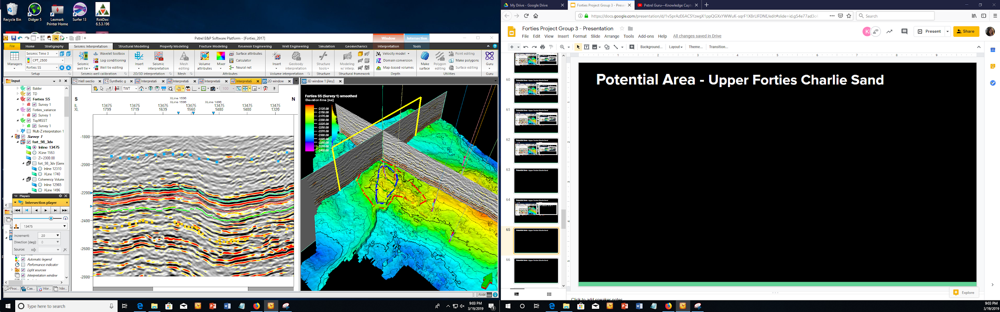 Recycle Bin
Didger 5
Lexmark Printer Home
Surfer 13
RokDoc 6.5.3.196
Petrel E&P Software Platform - [Forties_2017]
Window
Intersection
File
Home
Stratigraphy
Seismic Interpretation
Structural Modeling
Property Modeling
Fracture Modeling
Reservoir Engineering
Well Engineering
Simulation
Geomechanics
Interpretation
Tools
Managers
Seismic Time 3
CPT_2500
Forties SS
Setup
Seismic well tie
Wavelet toolbox
Log conditioning
Well tie editing
Seismic-well calibration
Insert
Seismic interpretation
2D/3D interpretation
Mesh editing
Mesh
Volume attributes
Mixer
Surface attributes
Calculator
Neural net
Attributes
Insert
Geobody interpretation
Volume interpretation
Structure tools
Structure
Modeling w/ interp.
Structural framework
Velocity model
Domain conversion
Map-based volumes
Depth
Make surface
Polygon editing
Point editing
Make polygons
Surface editing
Utilities
Guru
Guru
Input
Balder
TD
Forties SS
Survey 1
Forties_variance
Survey 1
TopMSST
Survey 1
Multi-Z interpretation 1
Survey 1
fort_98_3dv
Inline 13475
XLine 1553
Z=-2300.00
fort_98_3dv [Gene
Inline 12310
XLine 1740
Coherency Volume
Inline 12965
XLine 1496
Players
Intersection player
13475
Increment: 20
Direction [deg]: 0
Source:
Automatic legend
Performance indicator
Light sources
Interpretation window
Proc...
Cas...
Wor...
Win...
Well sectio
Synthetic g
Interpretati
Interpretati
Interpretati
Interpretati
2D window
TWT
100
S
XLine 1596
XLine 1596
XLine 1496
N
IL 13475 13475 13475 13475 13475 13475 13475
XL 1799 1719 1639 1560 1480 1400 1320
-1800
-2000
-2200
-2400
-2600
-2800
3D window 1 [Any]
Forties SS (Survey 1) smoothed
Elevation time [ms]
-2125.00
-2150.00
-2175.00
-2200.00
-2225.00
-2250.00
-2275.00
-2300.00
-2325.00
-2350.00
-2375.00
-2400.00
RAM
Type here to search
9:03 PM
3/19/2019
My Drive - Google Drive
Forties Project Group 3 - Presen
Petrel Guru—Knowledge Captu
Search
Forties Project Group 3 - Presentation
File Edit View Insert Format Slide Arrange Tools Add-ons Help All changes saved in Drive
K
Present
Share
Background...
Layout
Theme...
Transition...
1 2 3 4 5 6 7 8 9
60
61
62
63
64
65
66
Potential Area - Upper Forties Charlie Sand
1
2
3
4
5
Click to add speaker notes
Explore
9:03 PM
3/19/2019